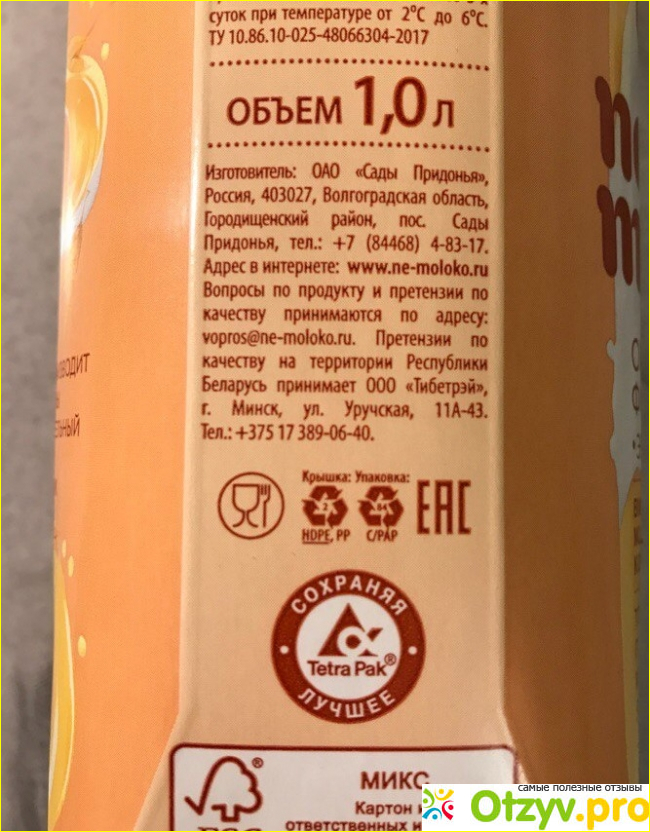 суток при температуре от 2°С до 6°С.
ТУ 10.86.10-025-48066304-2017
ОБЪЕМ 1,0 л
Изготовитель: ОАО «Сады Придонья»,
Россия, 403027, Волгоградская область,
Городищенский район, пос. Сады
Придонья, тел.: +7 (84468) 4-83-17.
Адрес в интернете: www.ne-moloko.ru
Вопросы по продукту и претензии по
качеству принимаются по адресу:
vopros@ne-moloko.ru. Претензии по
качеству на территории Республики
Беларусь принимает ООО «Тибетрэй»,
г. Минск, ул. Уручская, 11А-43.
Тел.: +375 17 389-06-40.
Крышка: Упаковка:
2 84
HDPE, PP C/PAP
ЕАС
СОХРАНЯЯ
Tetra Pak®
ЛУЧШЕЕ
МИКС
Картон
ответственных и
самые полезные отзывы
Otzyv.pro